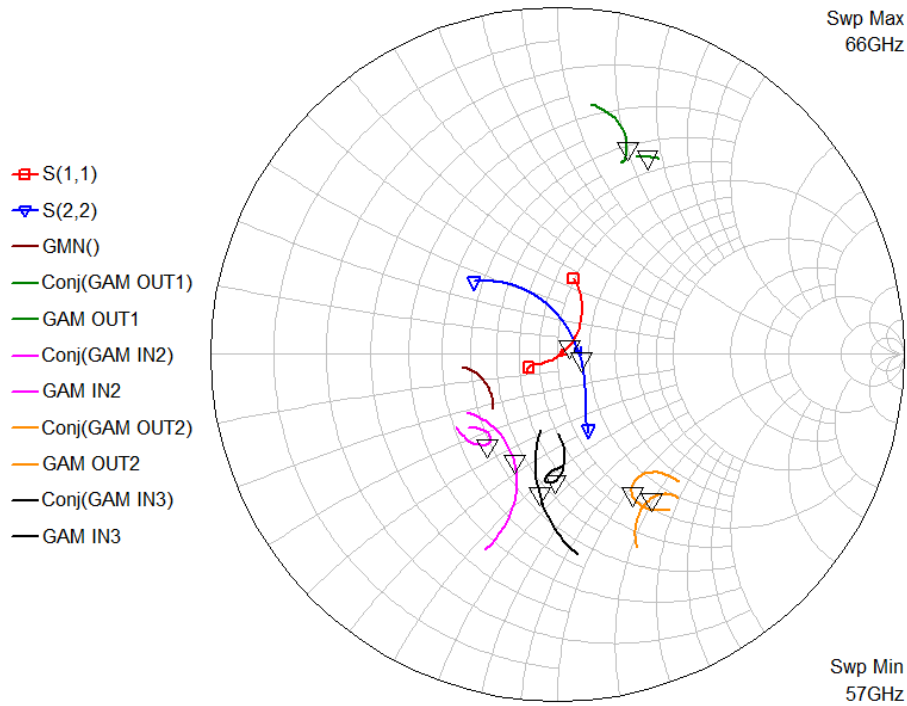 Swp Max
66GHz
S(1,1)
S(2,2)
GMN()
Conj(GAM OUT1)
GAM OUT1
Conj(GAM IN2)
GAM IN2
Conj(GAM OUT2)
GAM OUT2
Conj(GAM IN3)
GAM IN3
Swp Min
57GHz